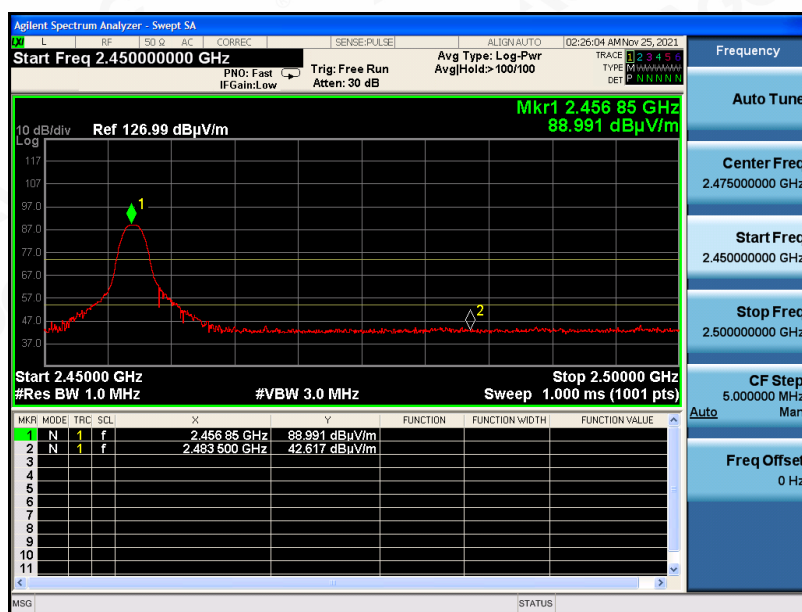 Agilent Spectrum Analyzer - Swept SA
LXI L RF 50 Ω AC CORREC SENSE:PULSE ALIGN AUTO 02:26:04 AM Nov 25, 2021
Start Freq 2.450000000 GHz
PNO: Fast
IFGain:Low
Trig: Free Run
Atten: 30 dB
Avg Type: Log-Pwr
Avg|Hold:>100/100
TRACE 1 2 3 4 5 6
TYPE M WWWWW
DET P N N N N N
Mkr1 2.456 85 GHz
88.991 dBµV/m
10 dB/div Ref 126.99 dBµV/m
Log
117
107
97.0
87.0
77.0
67.0
57.0
47.0
37.0
1
2
Start 2.45000 GHz Stop 2.50000 GHz
#Res BW 1.0 MHz #VBW 3.0 MHz Sweep 1.000 ms (1001 pts)
MKR MODE TRC SCL X Y FUNCTION FUNCTION WIDTH FUNCTION VALUE
1 N 1 f 2.456 85 GHz 88.991 dBµV/m
2 N 1 f 2.483 500 GHz 42.617 dBµV/m
3
4
5
6
7
8
9
10
11
MSG STATUS
Frequency
Auto Tune
Center Freq
2.475000000 GHz
Start Freq
2.450000000 GHz
Stop Freq
2.500000000 GHz
CF Step
5.000000 MHz
Auto Man
Freq Offset
0 Hz